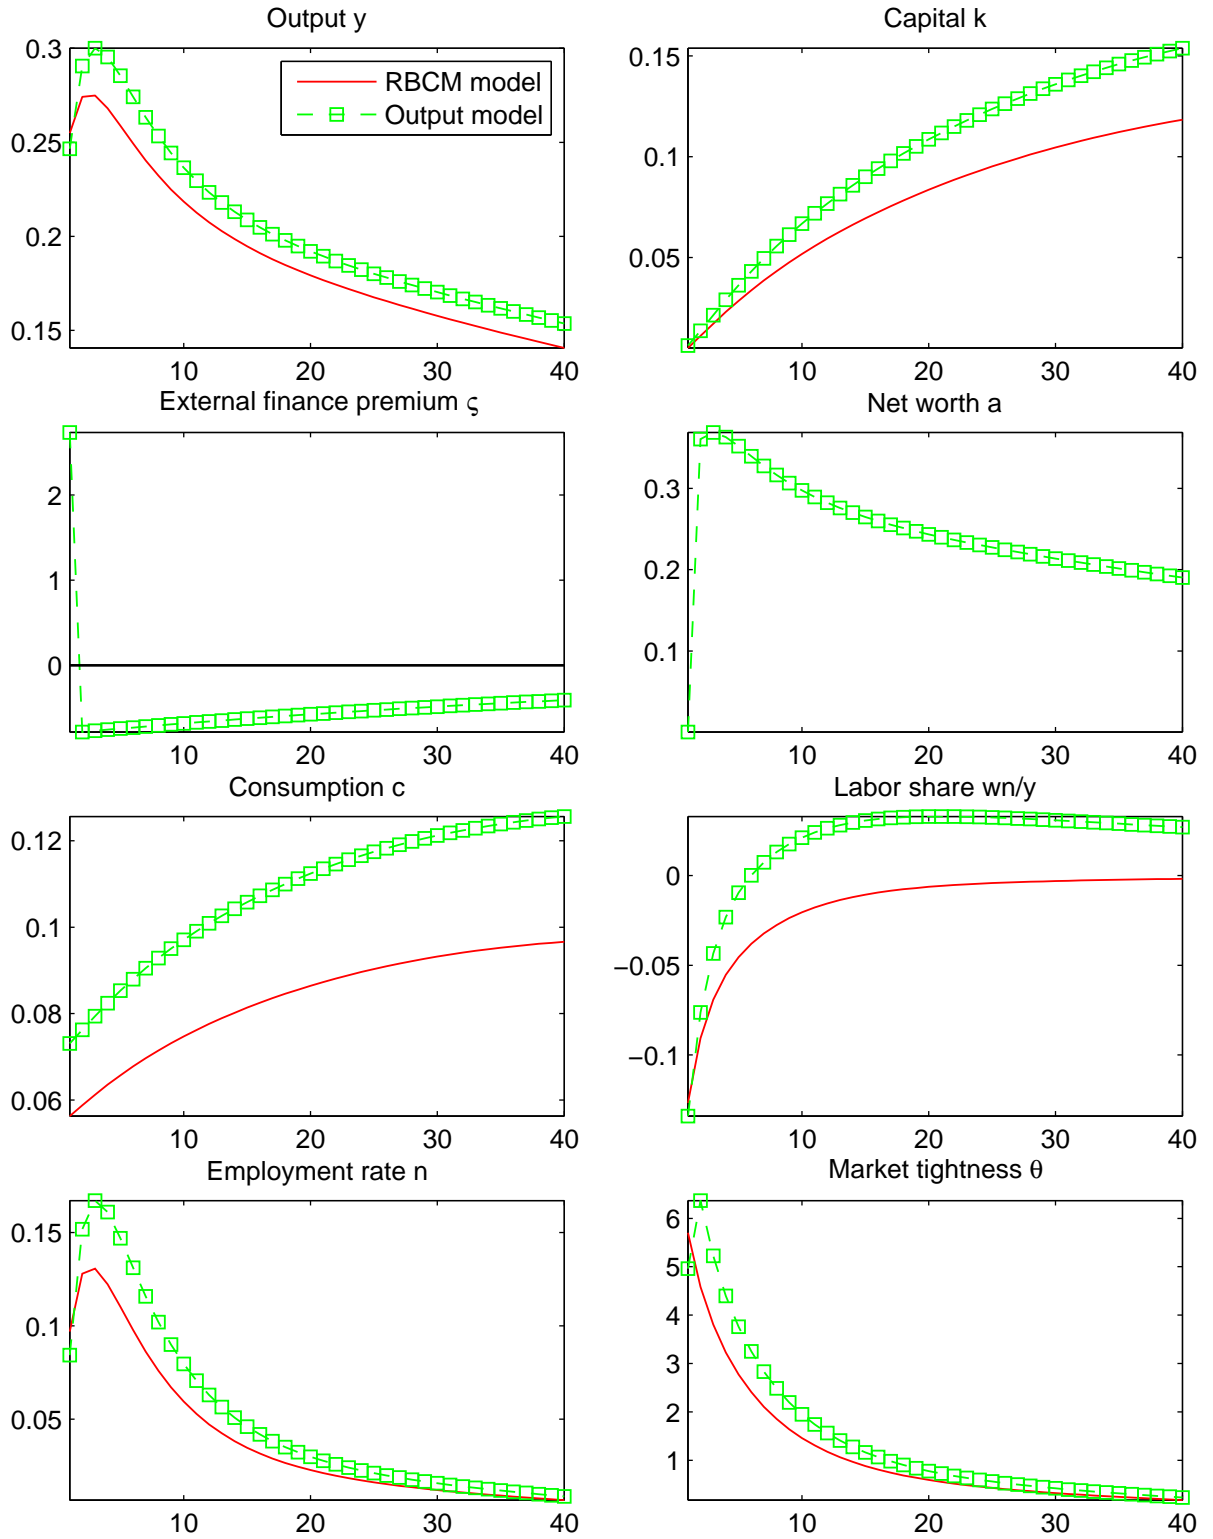 Output y
0.3
0.25
0.2
0.15
10 20 30 40
RBCM model
Output model
Capital k
0.15
0.1
0.05
10 20 30 40
External finance premium ς
2
1
0
10 20 30 40
Net worth a
0.3
0.2
0.1
10 20 30 40
Consumption c
0.12
0.1
0.08
0.06
10 20 30 40
Labor share wn/y
0
−0.05
−0.1
10 20 30 40
Employment rate n
0.15
0.1
0.05
10 20 30 40
Market tightness θ
6
5
4
3
2
1
10 20 30 40